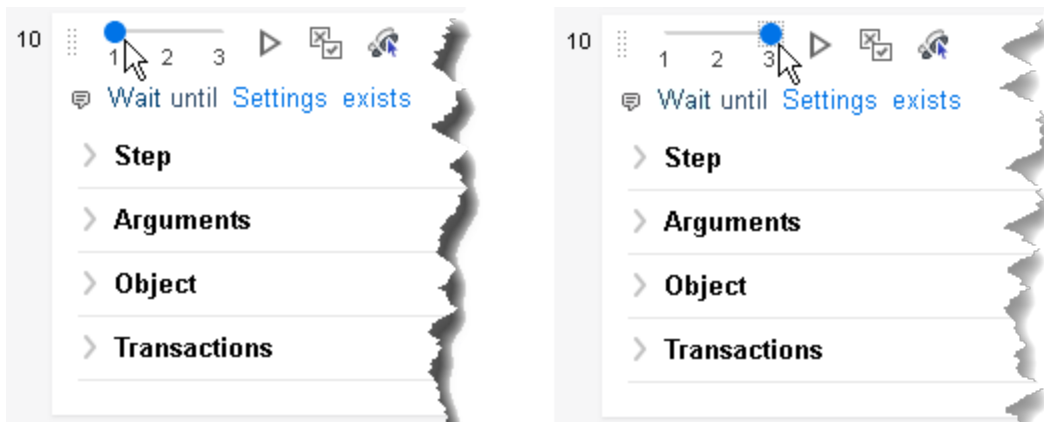 10
1 2 3
Wait until Settings exists
Step
Arguments
Object
Transactions
10
1 2 3
Wait until Settings exists
Step
Arguments
Object
Transactions